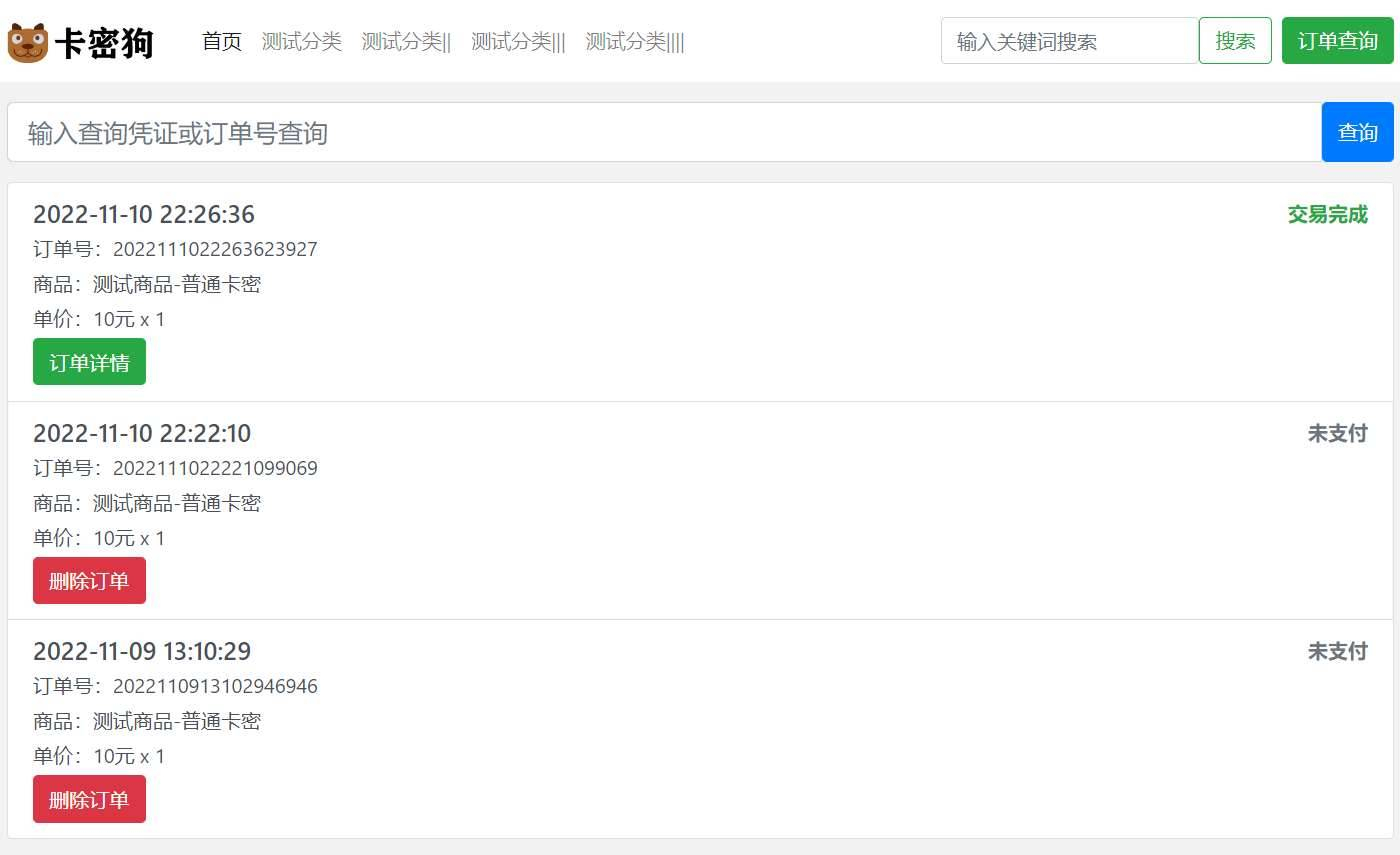 卡密狗 首页 测试分类 测试分类|| 测试分类||| 测试分类|||| 输入关键词搜索 搜索 订单查询
输入查询凭证或订单号查询 查询
2022-11-10 22:26:36 交易完成
订单号：2022111022263623927
商品：测试商品-普通卡密
单价：10元 x 1
订单详情
2022-11-10 22:22:10 未支付
订单号：2022111022221099069
商品：测试商品-普通卡密
单价：10元 x 1
删除订单
2022-11-09 13:10:29 未支付
订单号：2022110913102946946
商品：测试商品-普通卡密
单价：10元 x 1
删除订单